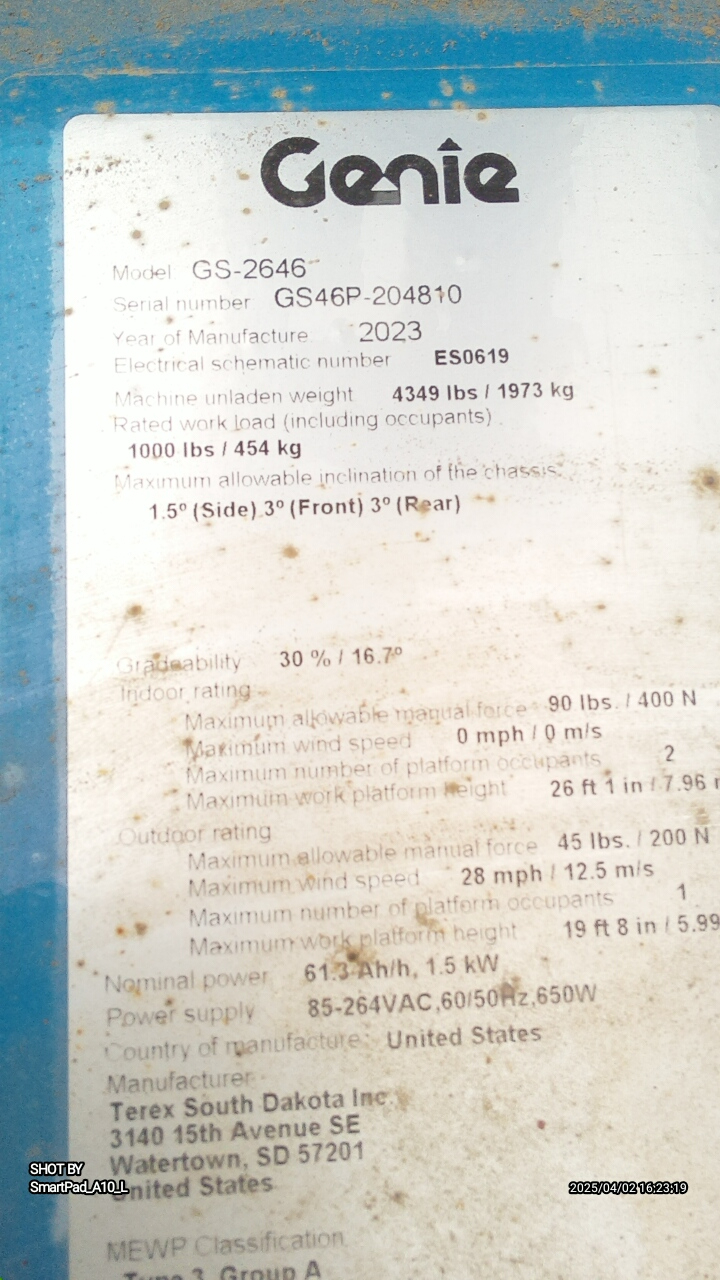 Genie
Model GS-2646
Serial number GS46P-204810
Year of Manufacture 2023
Electrical schematic number ES0619
Machine unladen weight 4349 lbs / 1973 kg
Rated work load (including occupants)
1000 lbs / 454 kg
Maximum allowable inclination of the chassis:
1.5º (Side) 3º (Front) 3º (Rear)
Gradeability 30 % / 16.7º
Indoor rating
Maximum allowable manual force 90 lbs. / 400 N
Maximum wind speed 0 mph / 0 m/s
Maximum number of platform occupants 2
Maximum work platform height 26 ft 1 in / 7.96
Outdoor rating
Maximum allowable manual force 45 lbs. / 200 N
Maximum wind speed 28 mph / 12.5 m/s
Maximum number of platform occupants 1
Maximum work platform height 19 ft 8 in / 5.99
Nominal power 61.3 Ah/h, 1.5 kW
Power supply 85-264VAC,60/50Hz,650W
Country of manufacture: United States
Manufacturer
Terex South Dakota Inc
3140 15th Avenue SE
Watertown, SD 57201
United States
MEWP Classification
Type 3, Group A
SHOT BY
SmartPad_A10_L
2025/04/02 16:23:19